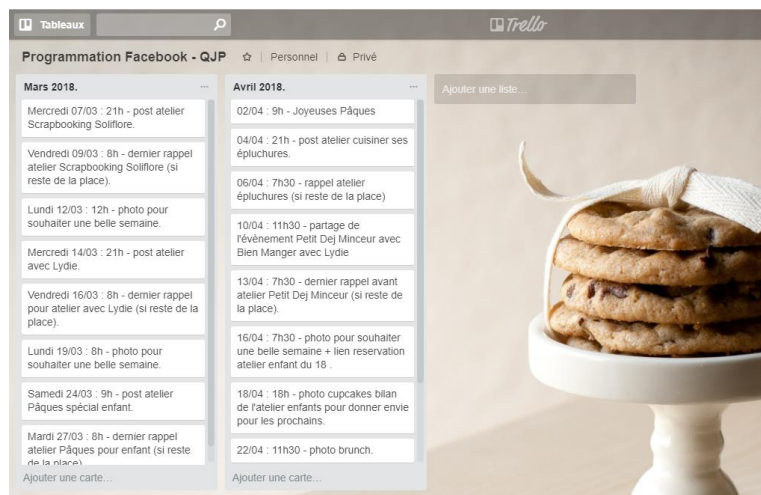 Tableaux
Trello
Programmation Facebook - QJP
Personnel
Privé
Mars 2018.
Mercredi 07/03 : 21h - post atelier
Scrapbooking Soliflore.
Vendredi 09/03 : 8h - dernier rappel
atelier Scrapbooking Soliflore (si
reste de la place).
Lundi 12/03 : 12h - photo pour
souhaiter une belle semaine.
Mercredi 14/03 : 21h - post atelier
avec Lydie.
Vendredi 16/03 : 8h - dernier rappel
pour atelier avec Lydie (si reste de la
place).
Lundi 19/03 : 8h - photo pour
souhaiter une belle semaine.
Samedi 24/03 : 9h - post atelier
Pâques spécial enfant.
Mardi 27/03 : 8h - dernier rappel
atelier Pâques pour enfant (si reste
de la place)
Ajouter une carte...
Avril 2018.
02/04 : 9h - Joyeuses Pâques
04/04 : 21h - post atelier cuisiner ses
épluchures.
06/04 : 7h30 - rappel atelier
épluchures (si reste de la place)
10/04 : 11h30 - partage de
l'évènement Petit Dej Minceur avec
Bien Manger avec Lydie
13/04 : 7h30 - dernier rappel avant
atelier Petit Dej Minceur (si reste de
la place).
16/04 : 7h30 - photo pour souhaiter
une belle semaine + lien reservation
atelier enfant du 18 .
18/04 : 18h - photo cupcakes bilan
de l'atelier enfants pour donner envie
pour les prochains.
22/04 : 11h30 - photo brunch.
Ajouter une carte...
Ajouter une liste...